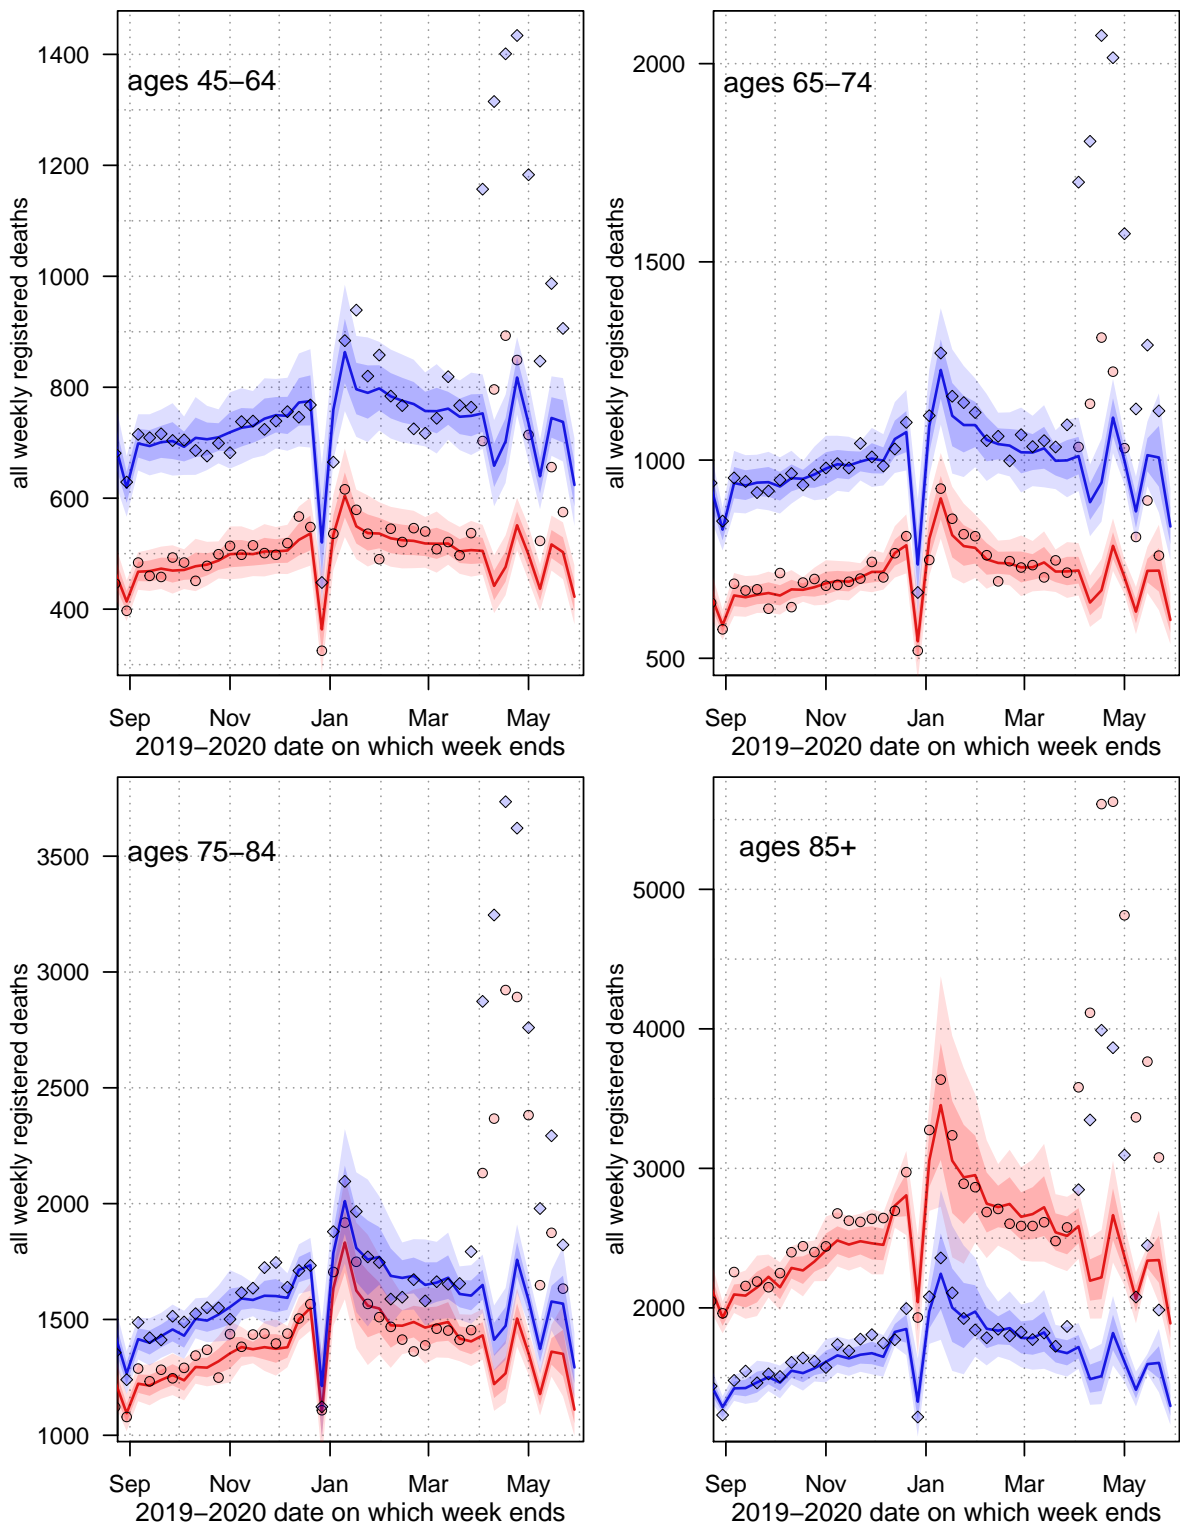 ages 45–64
all weekly registered deaths
1400
1200
1000
800
600
400
Sep Nov Jan Mar May
2019–2020 date on which week ends
ages 65–74
all weekly registered deaths
2000
1500
1000
500
Sep Nov Jan Mar May
2019–2020 date on which week ends
ages 75–84
all weekly registered deaths
3500
3000
2500
2000
1500
1000
Sep Nov Jan Mar May
2019–2020 date on which week ends
ages 85+
all weekly registered deaths
5000
4000
3000
2000
Sep Nov Jan Mar May
2019–2020 date on which week ends